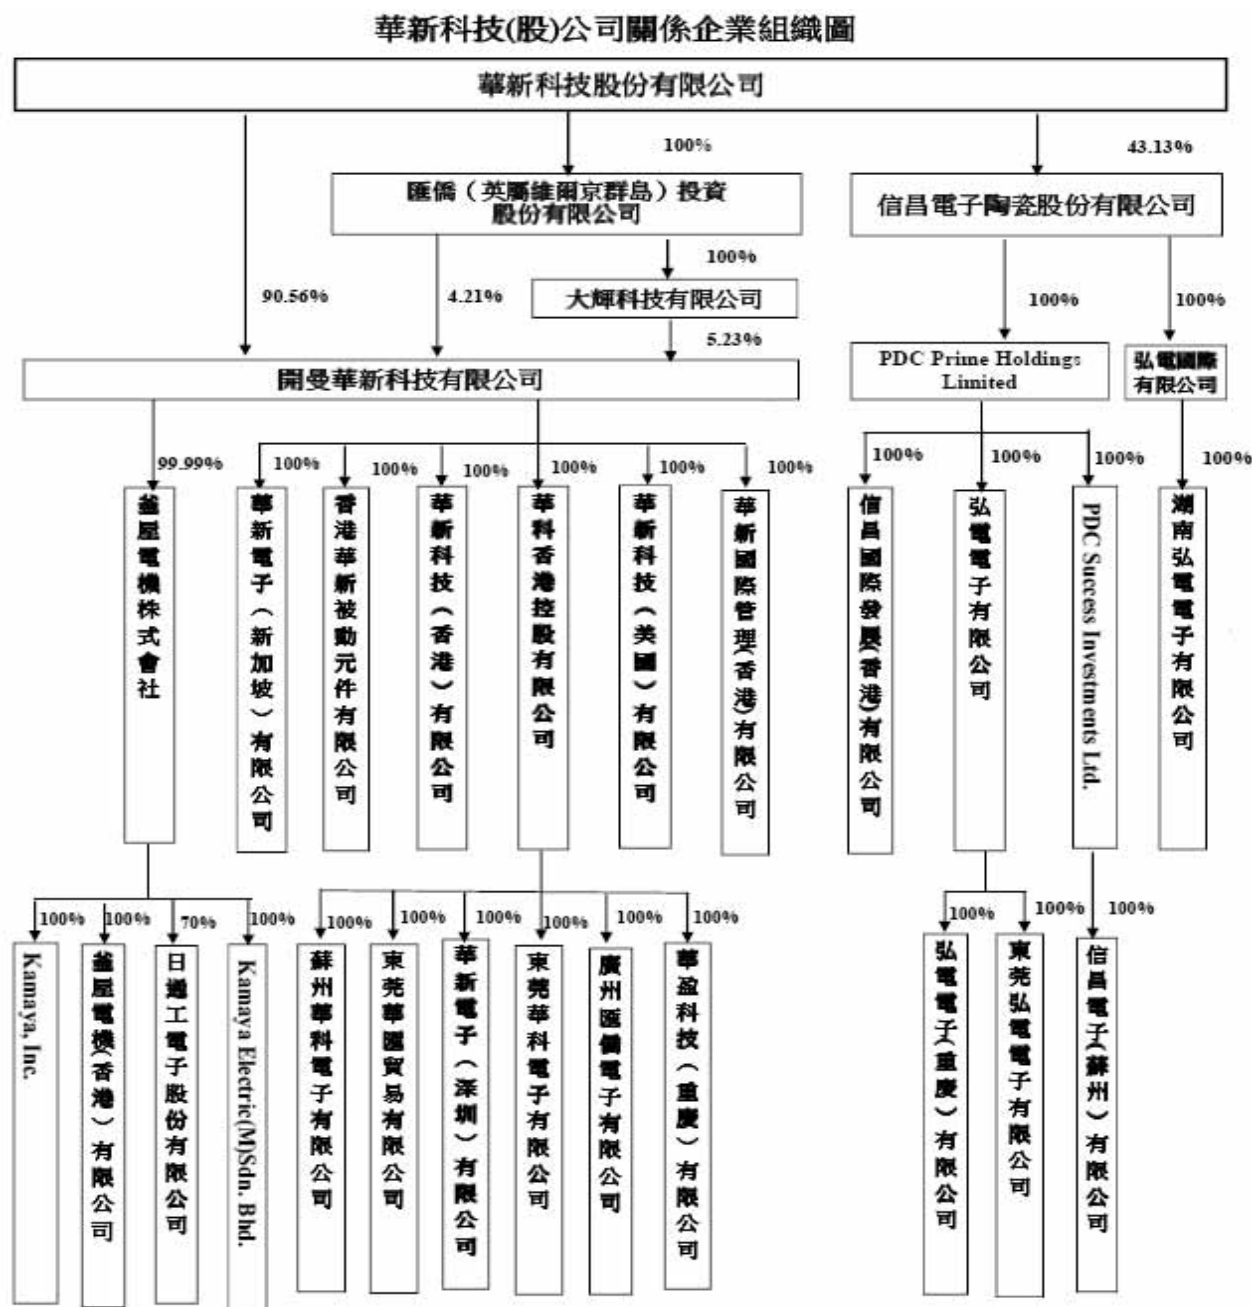 華新科技(股)公司關係企業組織圖
華新科技股份有限公司
100%
43.13%
匯僑（英屬維爾京群島）投資
股份有限公司
信昌電子陶瓷股份有限公司
100%
90.56%
4.21%
大輝科技有限公司
100%
100%
5.23%
開曼華新科技有限公司
PDC Prime Holdings
Limited
弘電國際
有限公司
99.99%
100%
100%
100%
100%
100%
100%
100%
100%
100%
100%
釜屋電機株式會社
華新電子（新加坡）有限公司
香港華新被動元件有限公司
華新科技（香港）有限公司
華科香港控股有限公司
華新科技（美國）有限公司
華新國際管理(香港)有限公司
信昌國際發展(香港)有限公司
弘電電子有限公司
PDC Success Investments Ltd.
湖南弘電電子有限公司
100%
100%
70%
100%
100%
100%
100%
100%
100%
100%
100%
100%
100%
Kamaya, Inc.
釜屋電機(香港）有限公司
日通工電子股份有限公司
Kamaya Electric(M)Sdn. Bhd.
蘇州華科電子有限公司
東莞華匯貿易有限公司
華新電子（深圳）有限公司
東莞華科電子有限公司
廣州匯僑電子有限公司
華盈科技（重慶）有限公司
弘電電子(重慶）有限公司
東莞弘電電子有限公司
信昌電子(蘇州）有限公司